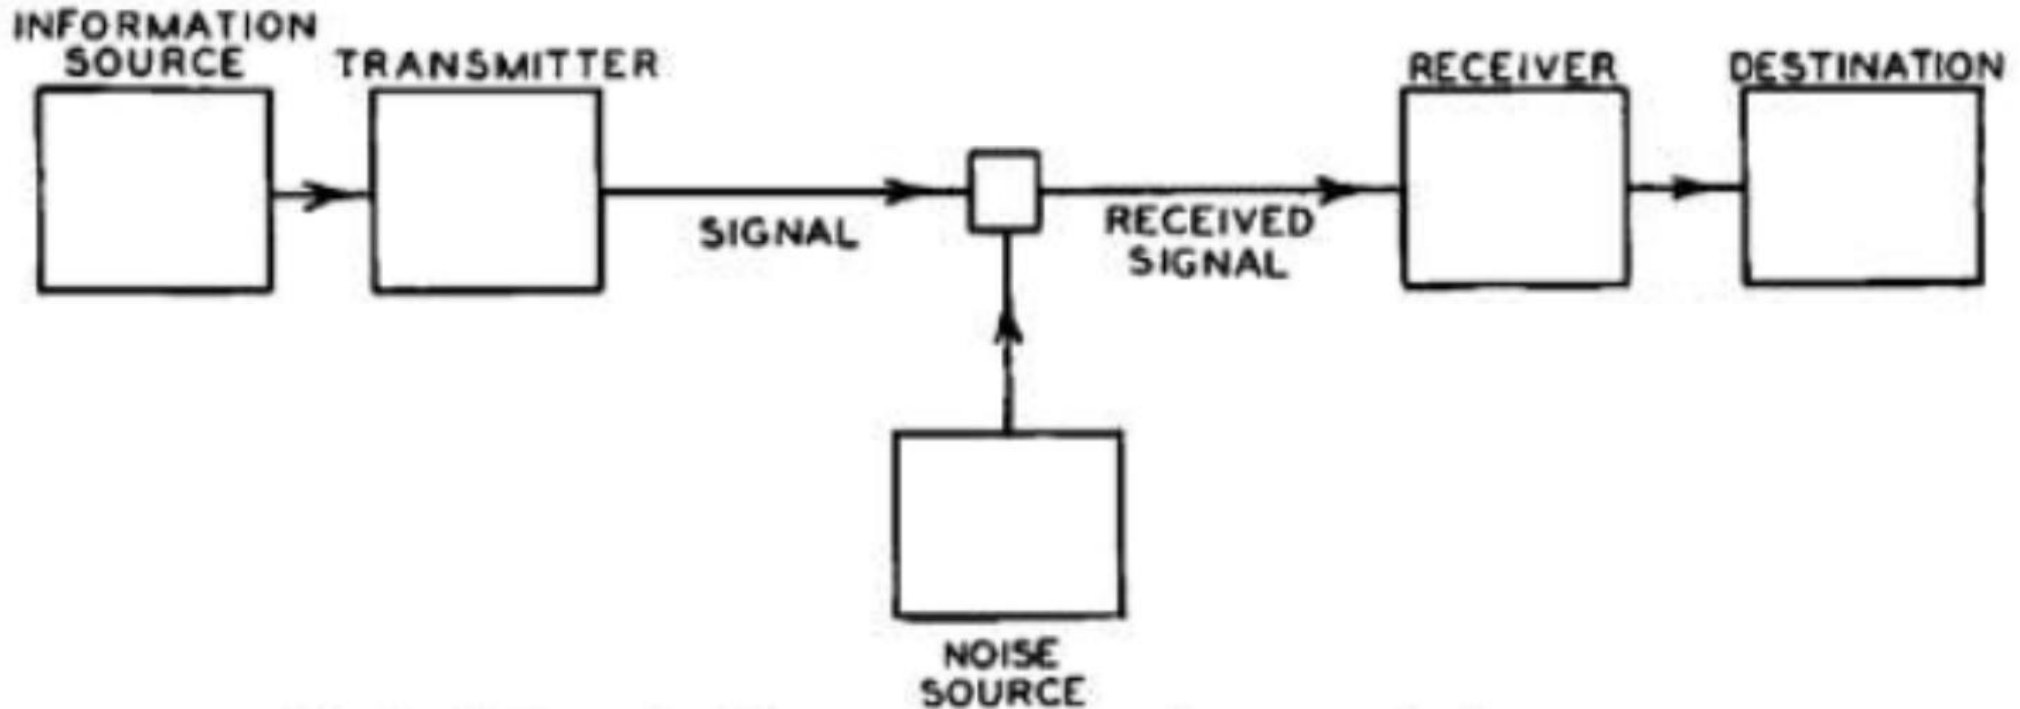 INFORMATION
SOURCE
TRANSMITTER
RECEIVER
DESTINATION
SIGNAL
RECEIVED
SIGNAL
NOISE
SOURCE